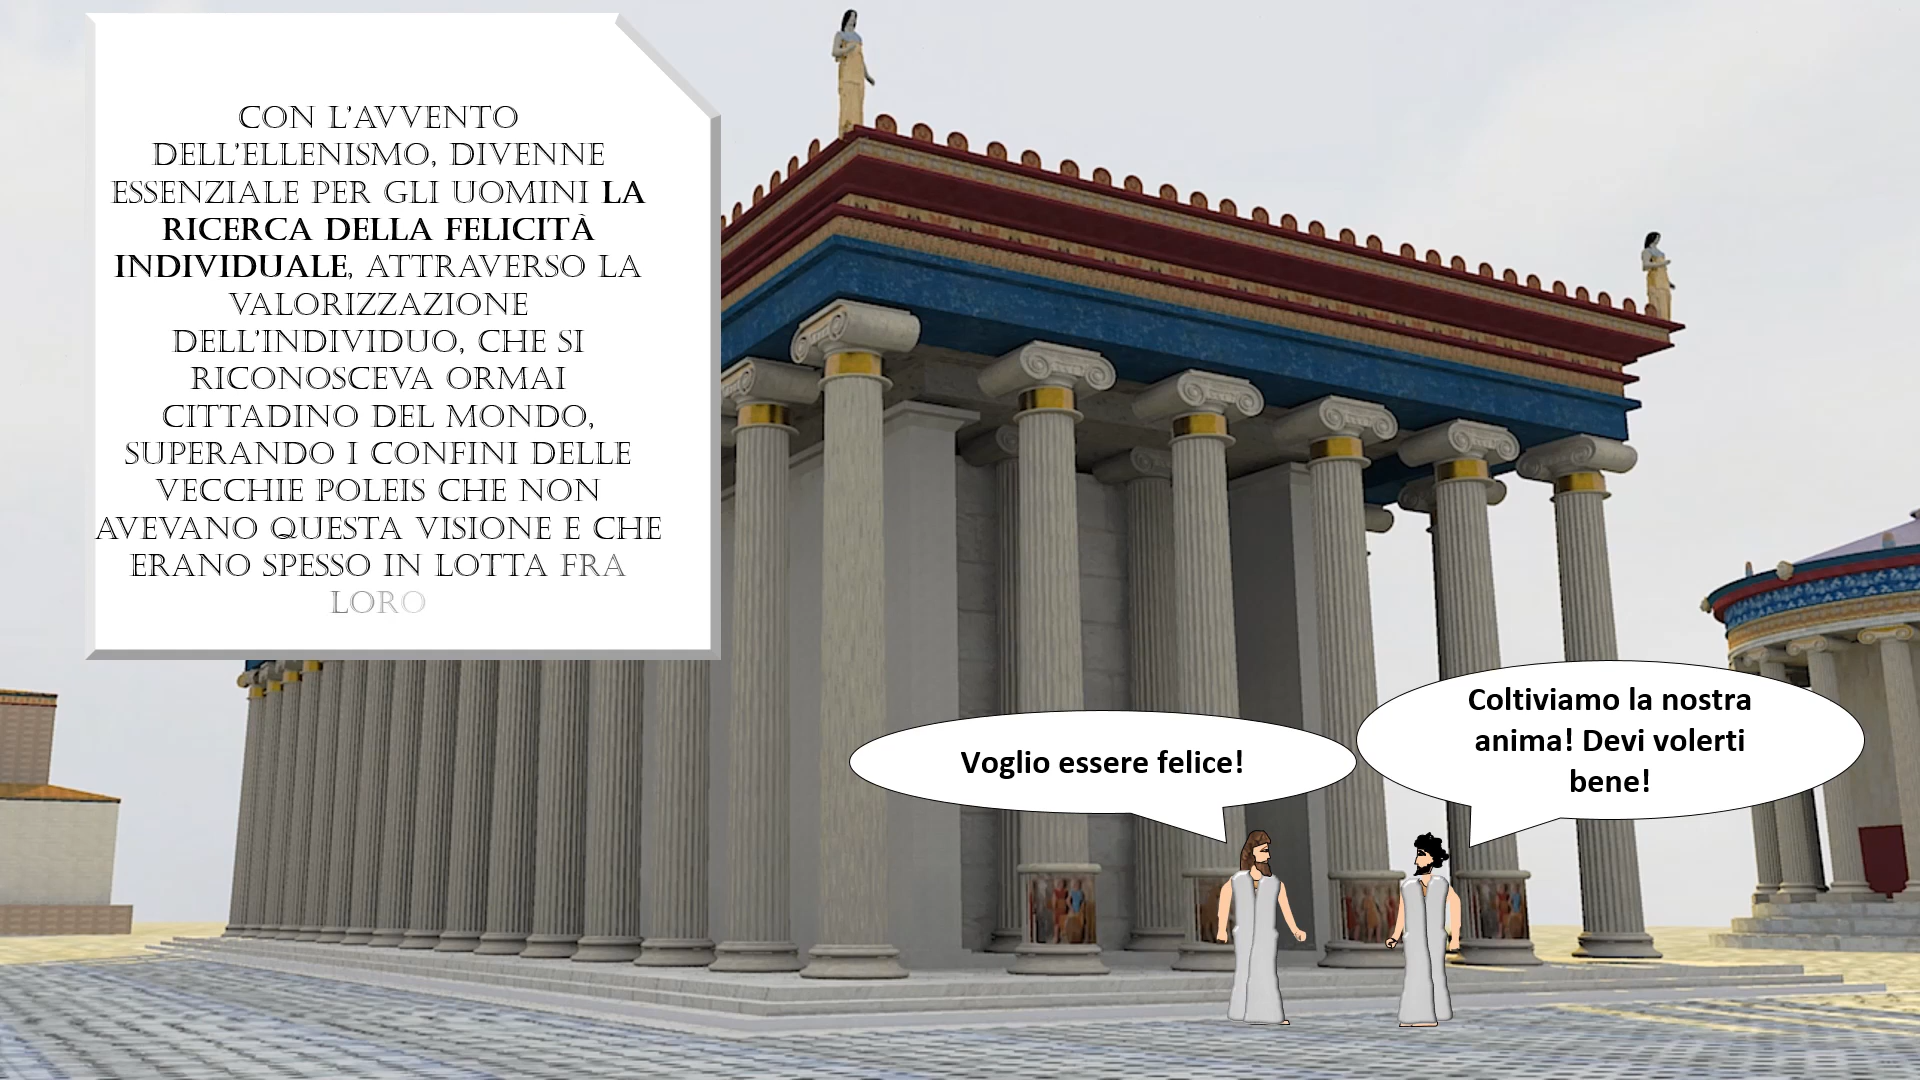 CON L'AVVENTO
DELL'ELLENISMO, DIVENNE
ESSENZIALE PER GLI UOMINI LA
RICERCA DELLA FELICITÀ
INDIVIDUALE, ATTRAVERSO LA
VALORIZZAZIONE
DELL'INDIVIDUO, CHE SI
RICONOSCEVA ORMAI
CITTADINO DEL MONDO,
SUPERANDO I CONFINI DELLE
VECCHIE POLEIS CHE NON
AVEVANO QUESTA VISIONE E CHE
ERANO SPESSO IN LOTTA FRA
LORO
Voglio essere felice!
Coltiviamo la nostra
anima! Devi volerti
bene!